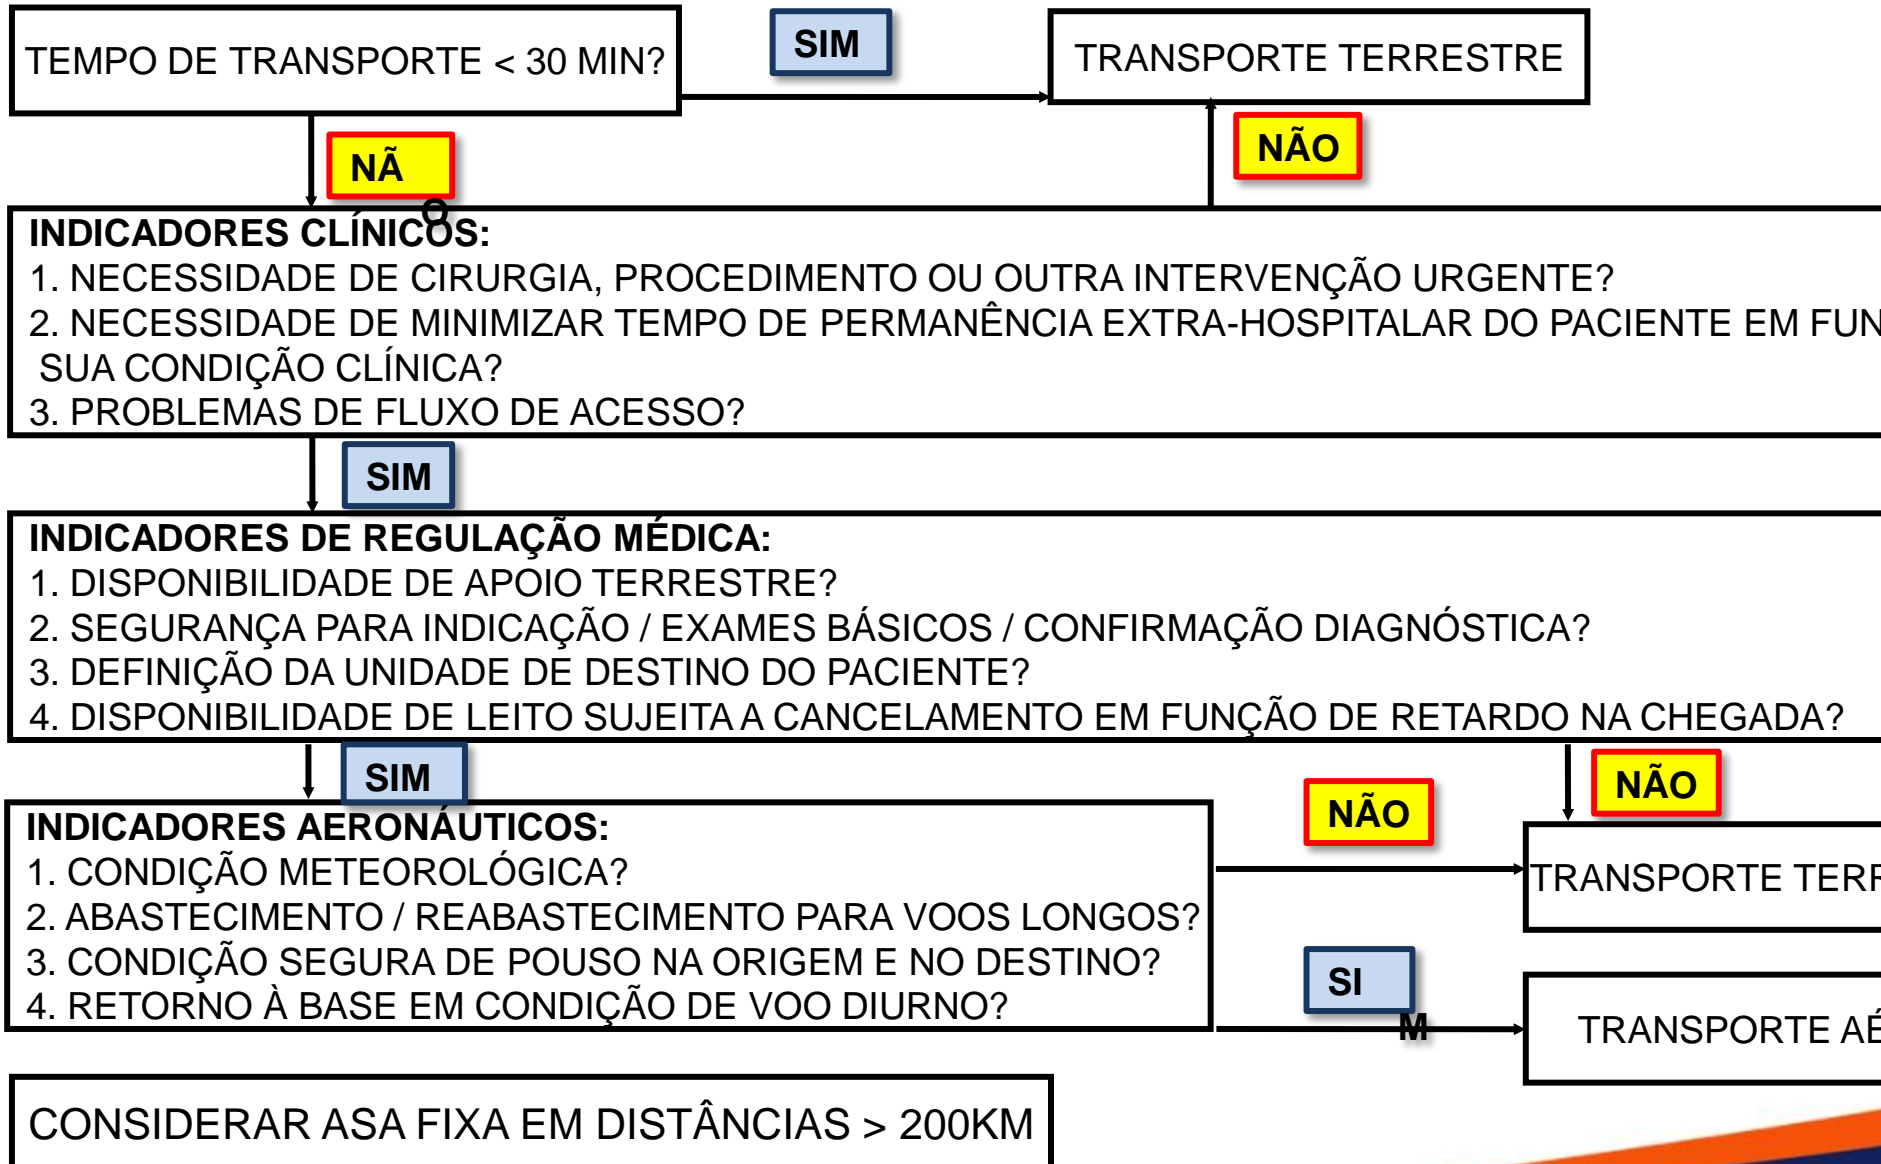 TEMPO DE TRANSPORTE < 30 MIN?
SIM
TRANSPORTE TERRESTRE
NÃO
NÃO
INDICADORES CLÍNICOS:
1. NECESSIDADE DE CIRURGIA, PROCEDIMENTO OU OUTRA INTERVENÇÃO URGENTE?
2. NECESSIDADE DE MINIMIZAR TEMPO DE PERMANÊNCIA EXTRA-HOSPITALAR DO PACIENTE EM
SUA CONDIÇÃO CLÍNICA?
3. PROBLEMAS DE FLUXO DE ACESSO?
SIM
INDICADORES DE REGULAÇÃO MÉDICA:
1. DISPONIBILIDADE DE APOIO TERRESTRE?
2. SEGURANÇA PARA INDICAÇÃO / EXAMES BÁSICOS / CONFIRMAÇÃO DIAGNÓSTICA?
3. DEFINIÇÃO DA UNIDADE DE DESTINO DO PACIENTE?
4. DISPONIBILIDADE DE LEITO SUJEITA A CANCELAMENTO EM FUNÇÃO DE RETARDO NA CHEGADA?
SIM
NÃO
NÃO
INDICADORES AERONÁUTICOS:
1. CONDIÇÃO METEOROLÓGICA?
2. ABASTECIMENTO / REABASTECIMENTO PARA VOOS LONGOS?
3. CONDIÇÃO SEGURA DE POUSO NA ORIGEM E NO DESTINO?
4. RETORNO À BASE EM CONDIÇÃO DE VOO DIURNO?
TRANSPORTE
SIM
TRANSPORTE
CONSIDERAR ASA FIXA EM DISTÂNCIAS > 200KM